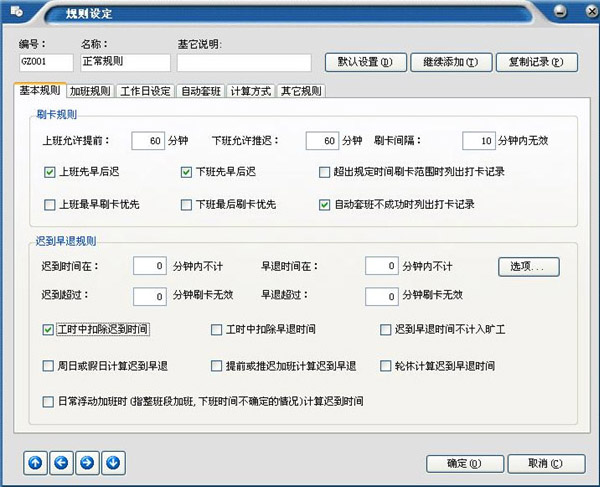 规则设定
编号: 名称: 基它说明:
GZ001 正常规则 默认设置(D) 继续添加(T) 复制记录(P)
基本规则 加班规则 工作日设定 自动套班 计算方式 其它规则
刷卡规则
上班允许提前: 60 分钟 下班允许推迟: 60 分钟 刷卡间隔: 10 分钟内无效
上班先早后迟 下班先早后迟 超出规定时间刷卡范围时列出打卡记录
上班最早刷卡优先 下班最后刷卡优先 自动套班不成功时列出打卡记录
迟到早退规则
迟到时间在: 0 分钟内不计 早退时间在: 0 分钟内不计 选项...
迟到超过: 0 分钟刷卡无效 早退超过: 0 分钟刷卡无效
工时中扣除迟到时间 工时中扣除早退时间 迟到早退时间不计入旷工
周日或假日计算迟到早退 提前或推迟加班计算迟到早退 轮休计算迟到早退时间
日常浮动加班时(指整班段加班,下班时间不确定的情况)计算迟到时间
确定(O) 取消(C)